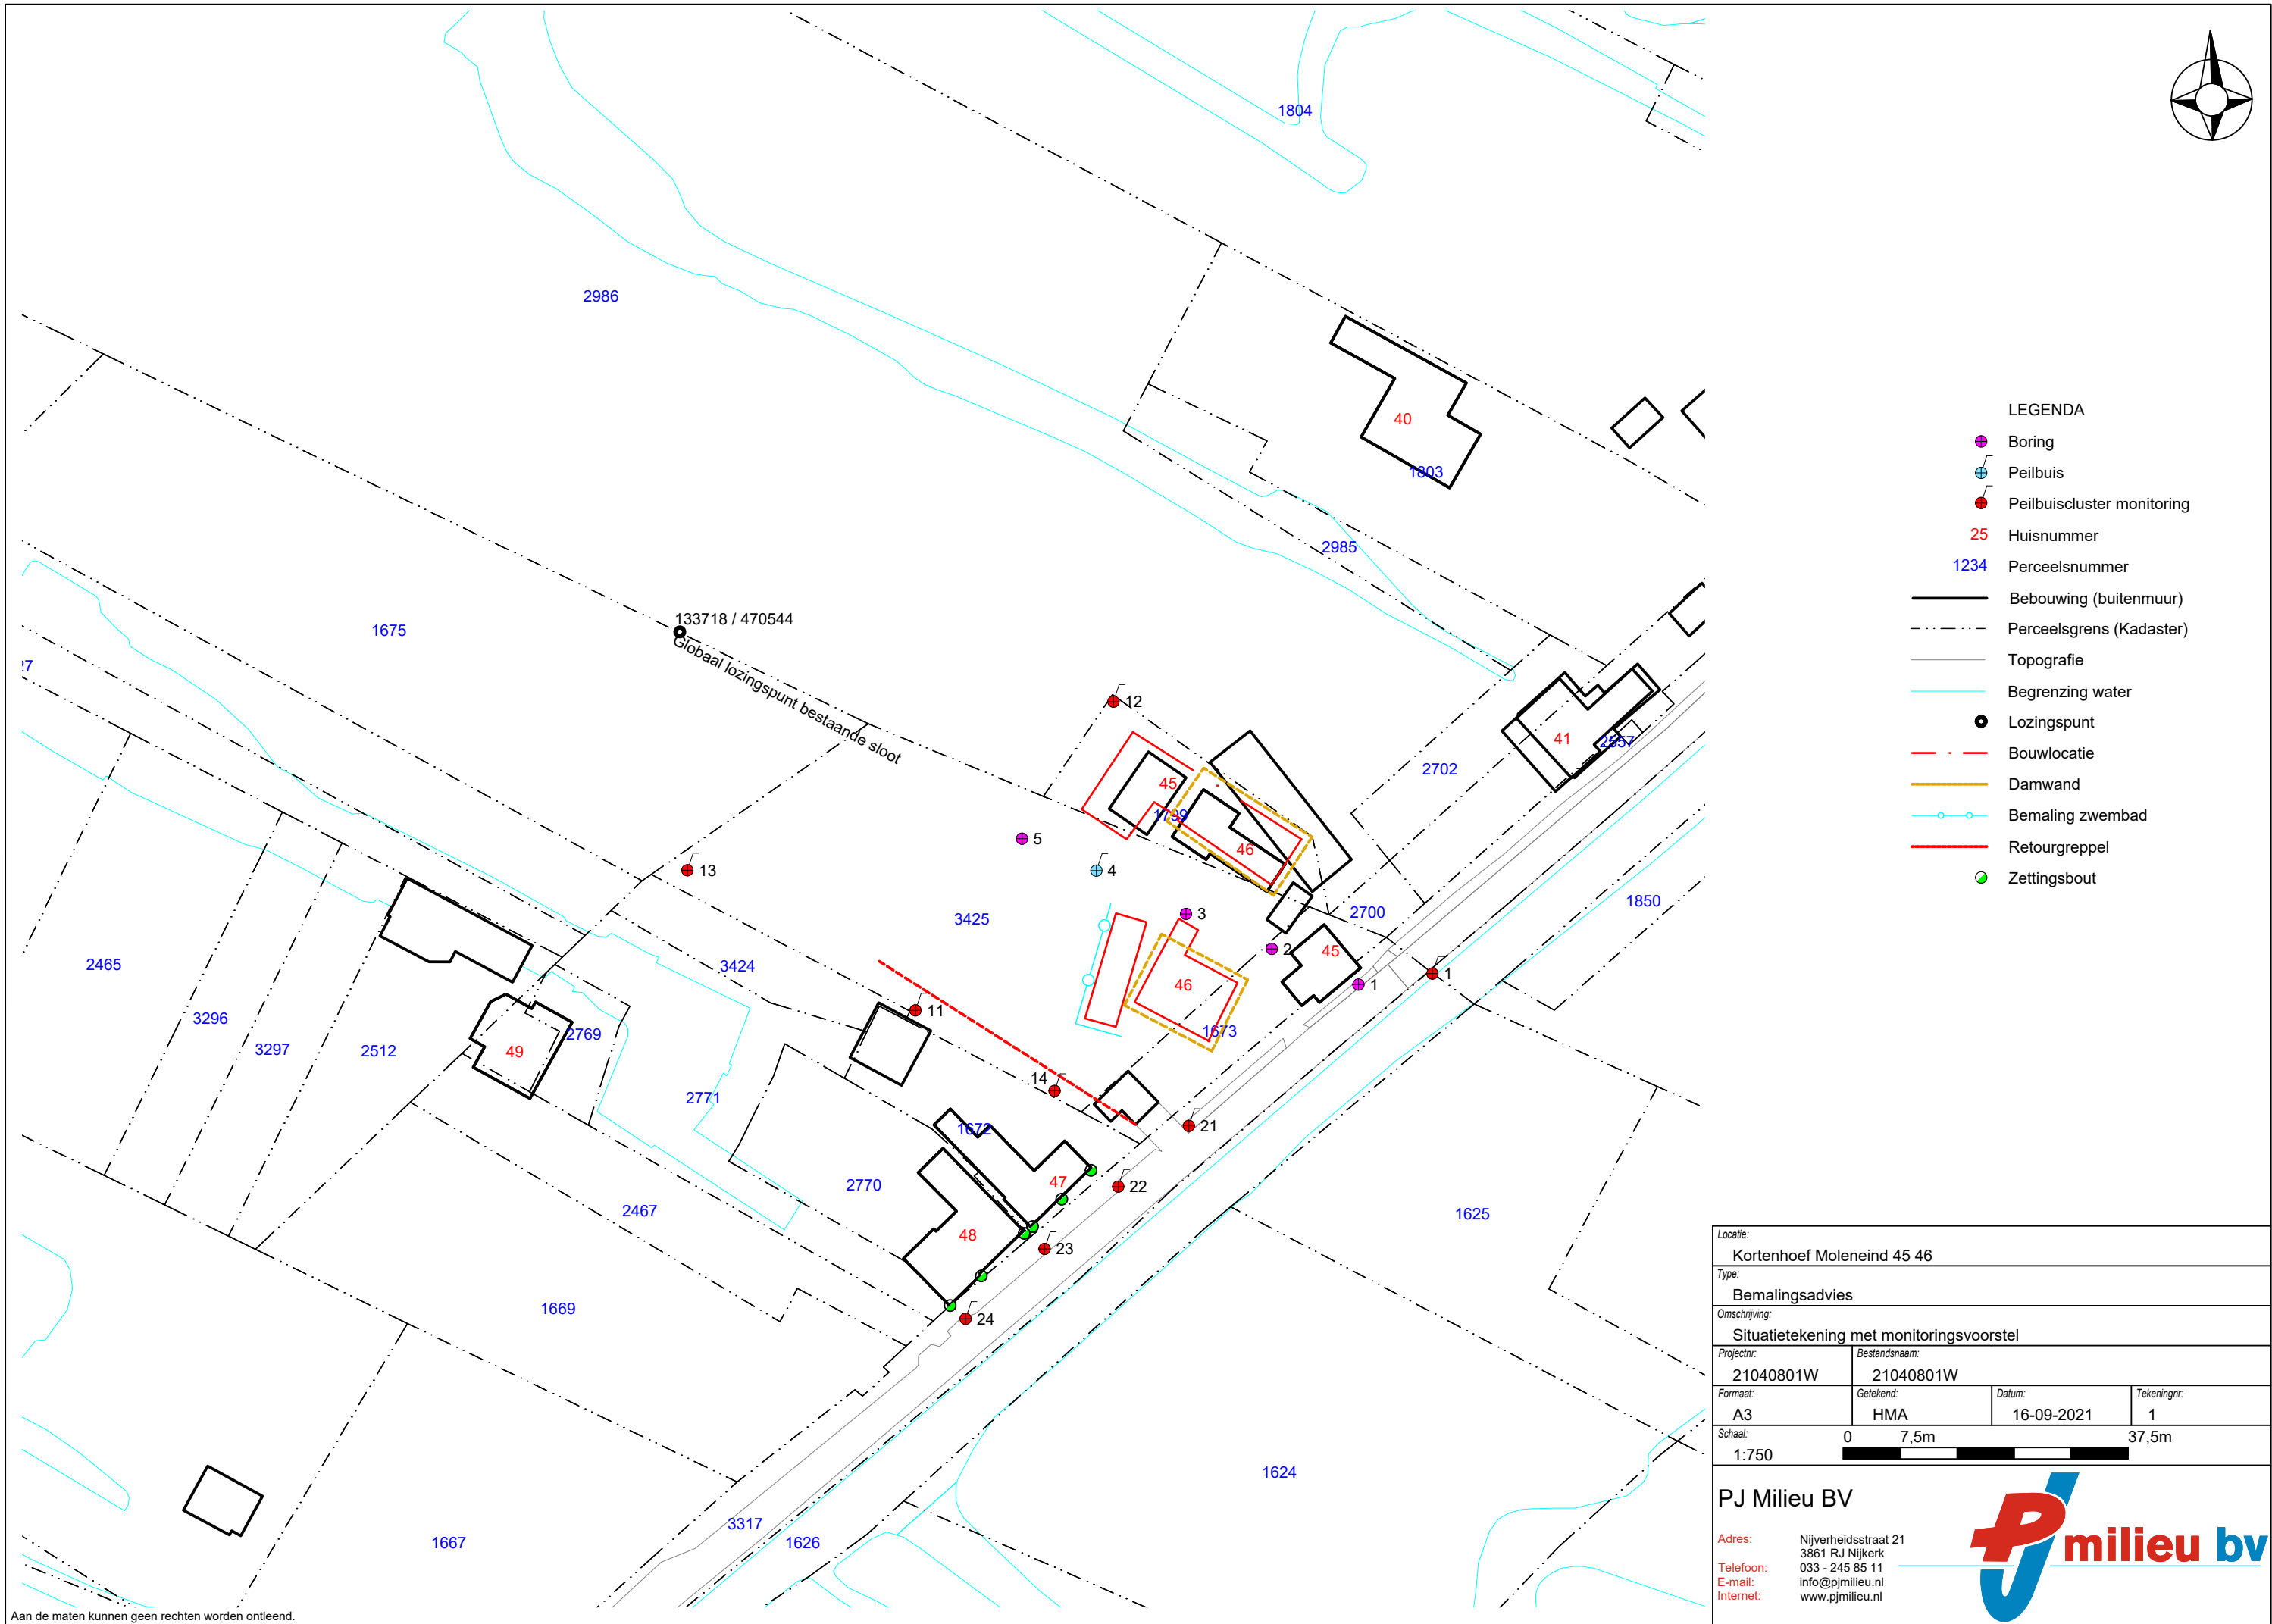 1804
2986
40
1803
2985
1675
27
133718 / 470544
Globaal lozingspunt bestaande sloot
12
45
1799
46
41
2557
2702
5
4
13
3425
3
2700
1850
2
45
1
1
46
1673
2465
3424
3296
3297
2512
49
2769
11
2771
14
21
1672
47
22
2770
2467
48
23
1625
24
1669
1624
3317
1667
1626
LEGENDA
Boring
Peilbuis
Peilbuiscluster monitoring
25 Huisnummer
1234 Perceelsnummer
Bebouwing (buitenmuur)
Perceelsgrens (Kadaster)
Topografie
Begrenzing water
Lozingspunt
Bouwlocatie
Damwand
Bemaling zwembad
Retourgreppel
Zettingsbout
Locatie:
Kortenhoef Moleneind 45 46
Type:
Bemalingsadvies
Omschrijving:
Situatietekening met monitoringsvoorstel
Projectnr: Bestandsnaam:
21040801W 21040801W
Formaat: Getekend: Datum: Tekeningnr:
A3 HMA 16-09-2021 1
Schaal: 0 7,5m 37,5m
1:750
PJ Milieu BV
Adres: Nijverheidsstraat 21
3861 RJ Nijkerk
Telefoon: 033 - 245 85 11
E-mail: info@pjmilieu.nl
Internet: www.pjmilieu.nl
PJ milieu bv
Aan de maten kunnen geen rechten worden ontleend.